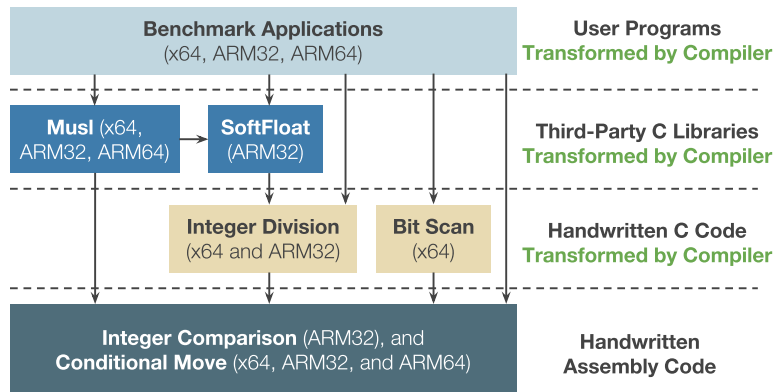 Benchmark Applications
(x64, ARM32, ARM64)
User Programs
Transformed by Compiler
Musl (x64,
ARM32, ARM64)
SoftFloat
(ARM32)
Third-Party C Libraries
Transformed by Compiler
Integer Division
(x64 and ARM32)
Bit Scan
(x64)
Handwritten C Code
Transformed by Compiler
Integer Comparison (ARM32), and
Conditional Move (x64, ARM32, and ARM64)
Handwritten
Assembly Code